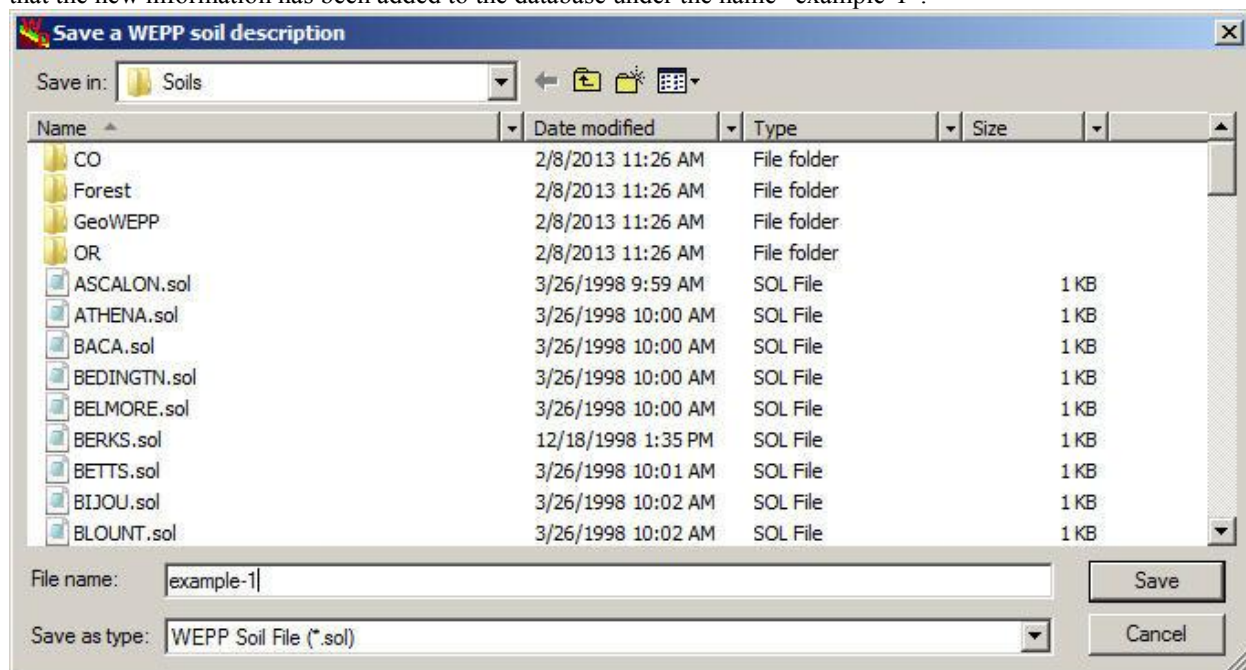 that the new information has been added to the database under the name "example-1".
Save a WEPP soil description
Save in: Soils
Name Date modified Type Size
CO 2/8/2013 11:26 AM File folder
Forest 2/8/2013 11:26 AM File folder
GeoWEPP 2/8/2013 11:26 AM File folder
OR 2/8/2013 11:26 AM File folder
ASCALON.sol 3/26/1998 9:59 AM SOL File 1 KB
ATHENA.sol 3/26/1998 10:00 AM SOL File 1 KB
BACA.sol 3/26/1998 10:00 AM SOL File 1 KB
BEDINGTN.sol 3/26/1998 10:00 AM SOL File 1 KB
BELMORE.sol 3/26/1998 10:00 AM SOL File 1 KB
BERKS.sol 12/18/1998 1:35 PM SOL File 1 KB
BETTS.sol 3/26/1998 10:01 AM SOL File 1 KB
BIJOU.sol 3/26/1998 10:02 AM SOL File 1 KB
BLOUNT.sol 3/26/1998 10:02 AM SOL File 1 KB
File name: example-1 Save
Save as type: WEPP Soil File (*.sol) Cancel